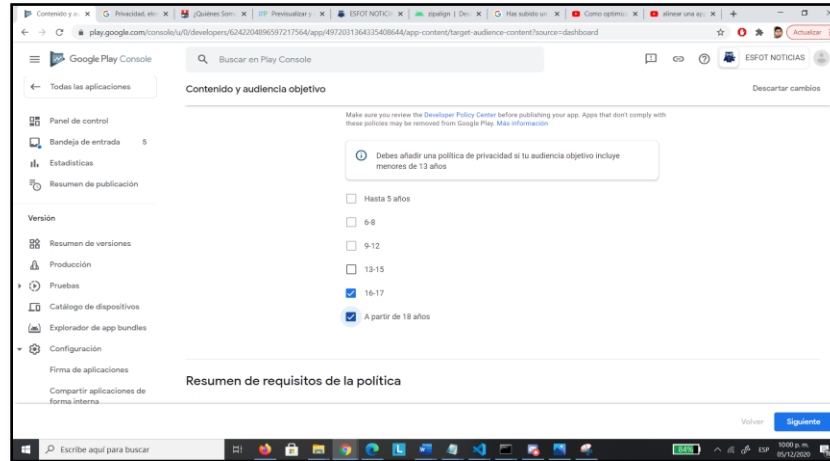 Contenido y au
Privacidad, ele
¿Quiénes Som
Previsualizar y
ESFOT NOTICI
zipalign | Des
Has subido un
Como optimiz
alinear una ap
play.google.com/console/u/0/developers/6242204896597217564/app/4972031364335408644/app-content/target-audience-content?source=dashboard
Actualizar
Google Play Console
Buscar en Play Console
ESFOT NOTICIAS
Todas las aplicaciones
Contenido y audiencia objetivo
Descartar cambios
Panel de control
Bandeja de entrada 5
Estadísticas
Resumen de publicación
Versión
Resumen de versiones
Producción
Pruebas
Catálogo de dispositivos
Explorador de app bundles
Configuración
Firma de aplicaciones
Compartir aplicaciones de
forma interna
Make sure you review the Developer Policy Center before publishing your app. Apps that don't comply with
these policies may be removed from Google Play. Más información
Debes añadir una política de privacidad si tu audiencia objetivo incluye
menores de 13 años
Hasta 5 años
6-8
9-12
13-15
16-17
A partir de 18 años
Resumen de requisitos de la política
Volver
Siguiente
Escribe aquí para buscar
84%
ESP
10:00 p. m.
05/12/2020